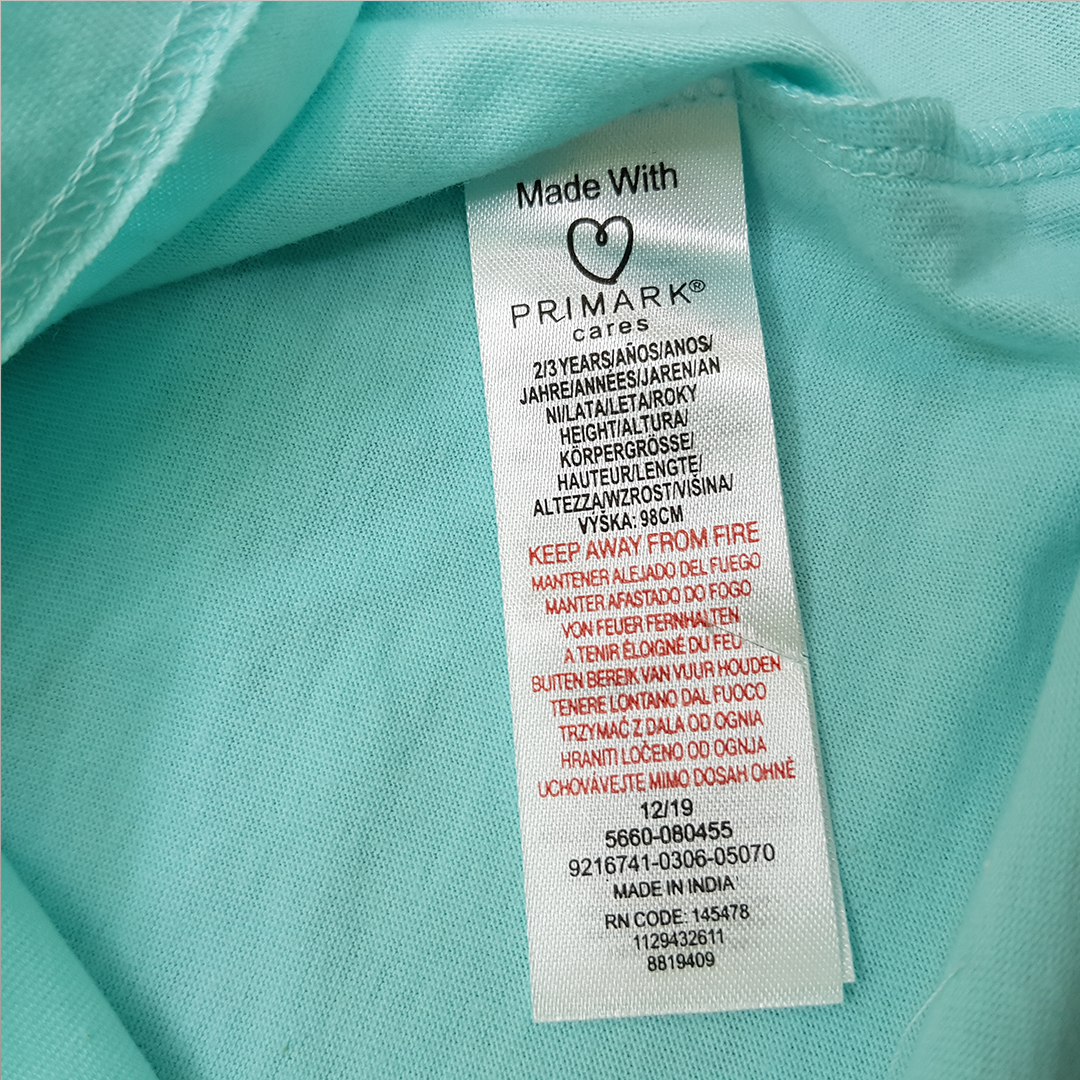 Made With
PRIMARK®
cares
2/3 YEARS/AÑOS/ANOS/
JAHRE/ANNÉES/JAREN/AN
NI/LATA/LETA/ROKY
HEIGHT/ALTURA/
KÖRPERGRÖSSE/
HAUTEUR/LENGTE/
ALTEZZA/WZROST/VIŠINA/
VÝŠKA: 98CM
KEEP AWAY FROM FIRE
MANTENER ALEJADO DEL FUEGO
MANTER AFASTADO DO FOGO
VON FEUER FERNHALTEN
A TENIR ÉLOIGNÉ DU FEU
BUITEN BEREIK VAN VUUR HOUDEN
TENERE LONTANO DAL FUOCO
TRZYMAĆ Z DALA OD OGNIA
HRANITI LOČENO OD OGNJA
UCHOVÁVEJTE MIMO DOSAH OHNĚ
12/19
5660-080455
9216741-0306-05070
MADE IN INDIA
RN CODE: 145478
1129432611
8819409